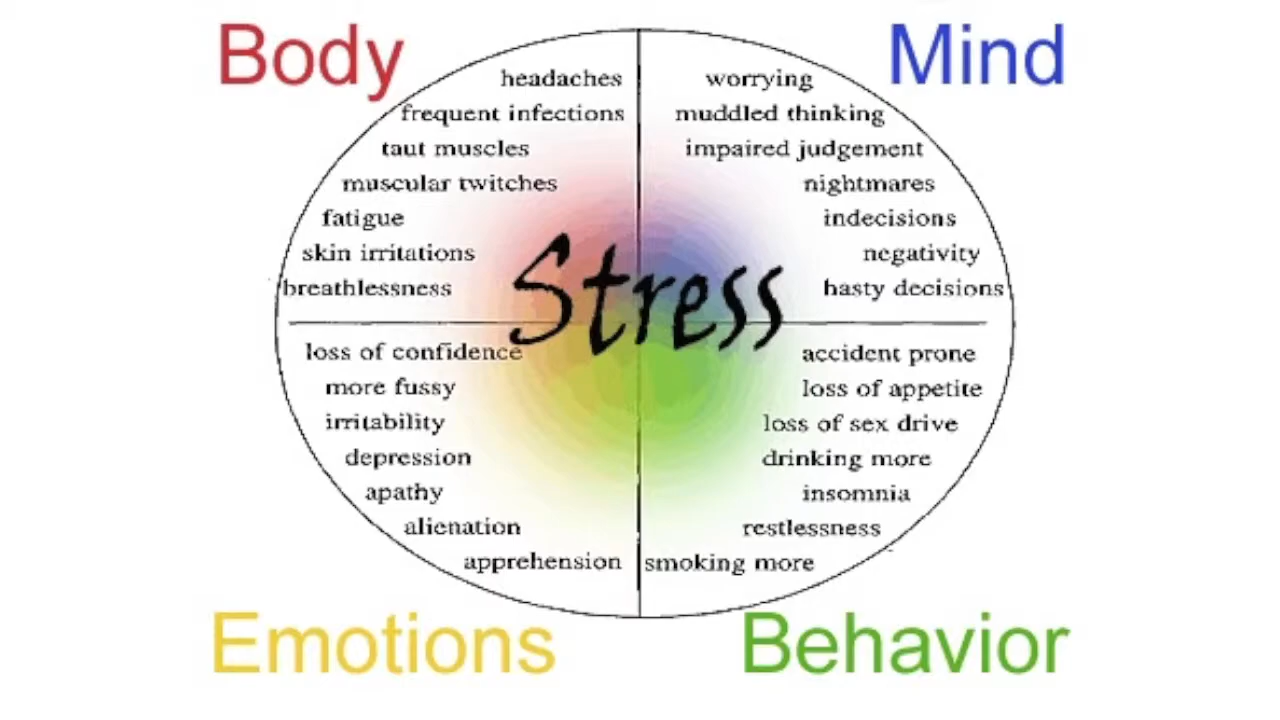 Body
headaches
frequent infections
taut muscles
muscular twitches
fatigue
skin irritations
breathlessness
Mind
worrying
muddled thinking
impaired judgement
nightmares
indecisions
negativity
hasty decisions
Stress
loss of confidence
more fussy
irritability
depression
apathy
alienation
apprehension
Emotions
accident prone
loss of appetite
loss of sex drive
drinking more
insomnia
restlessness
smoking more
Behavior